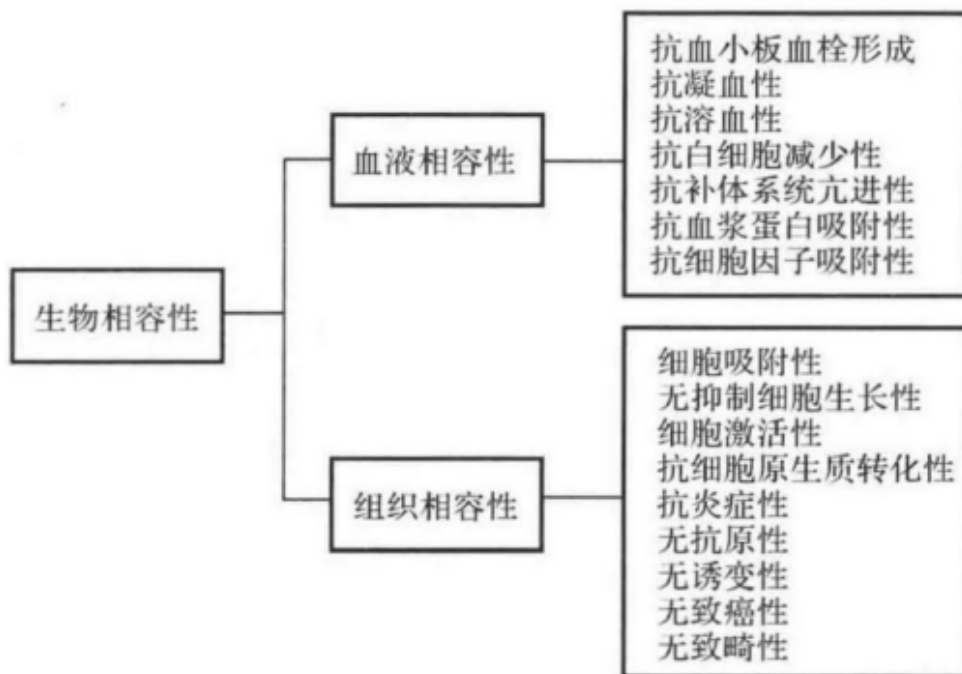 生物相容性
血液相容性
抗血小板血栓形成
抗凝血性
抗溶血性
抗白细胞减少性
抗补体系统亢进性
抗血浆蛋白吸附性
抗细胞因子吸附性
组织相容性
细胞吸附性
无抑制细胞生长性
细胞激活性
抗细胞原生质转化性
抗炎症性
无抗原性
无诱变性
无致癌性
无致畸性